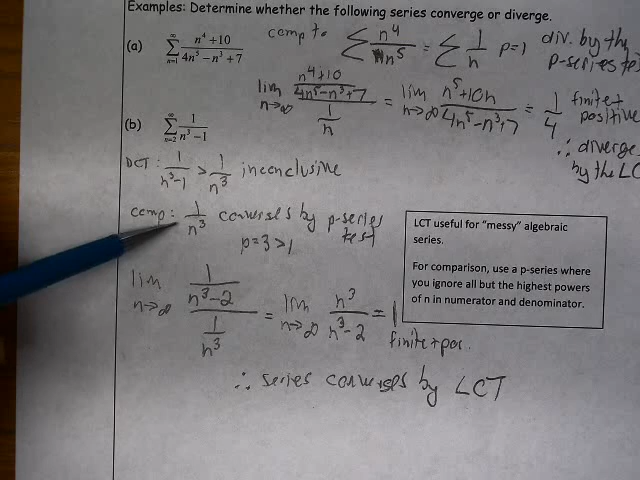 Examples: Determine whether the following series converge or diverge.
(a) ∑_{n=1}^{∞} (n⁴+10)/(4n⁵−n³+7) comp to ∑ n⁴/n⁵ = ∑ 1/n p=1 div. by the
p-series tes
lim_{n→∞} ((n⁴+10)/(4n⁵−n³+7))/(1/n) = lim_{n→∞} (n⁵+10n)/(4n⁵−n³+7) = 1/4 finite +
positive
∴ diverge
by the LC
(b) ∑_{n=2}^{∞} 1/(n³−1)
DCT: 1/(n³−1) > 1/n³ inconclusive
comp: 1/n³ converges by p-series
test
p=3>1
LCT useful for "messy" algebraic
series.
For comparison, use a p-series where
you ignore all but the highest powers
of n in numerator and denominator.
lim_{n→∞} (1/(n³−2))/(1/n³) = lim_{n→∞} n³/(n³−2) = 1
finite + pos.
∴ series converges by LCT